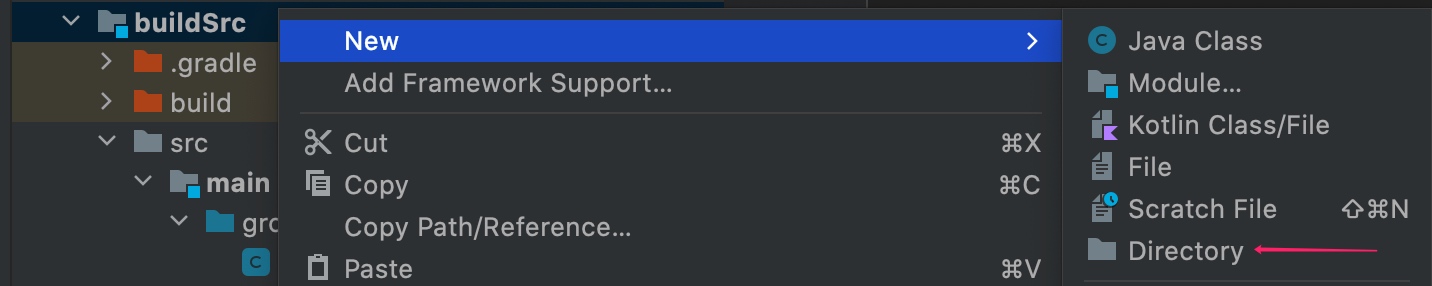 buildSrc
.gradle
build
src
main
New
Add Framework Support...
Cut ⌘X
Copy ⌘C
Copy Path/Reference...
Paste ⌘V
Java Class
Module...
Kotlin Class/File
File
Scratch File ⇧⌘N
Directory